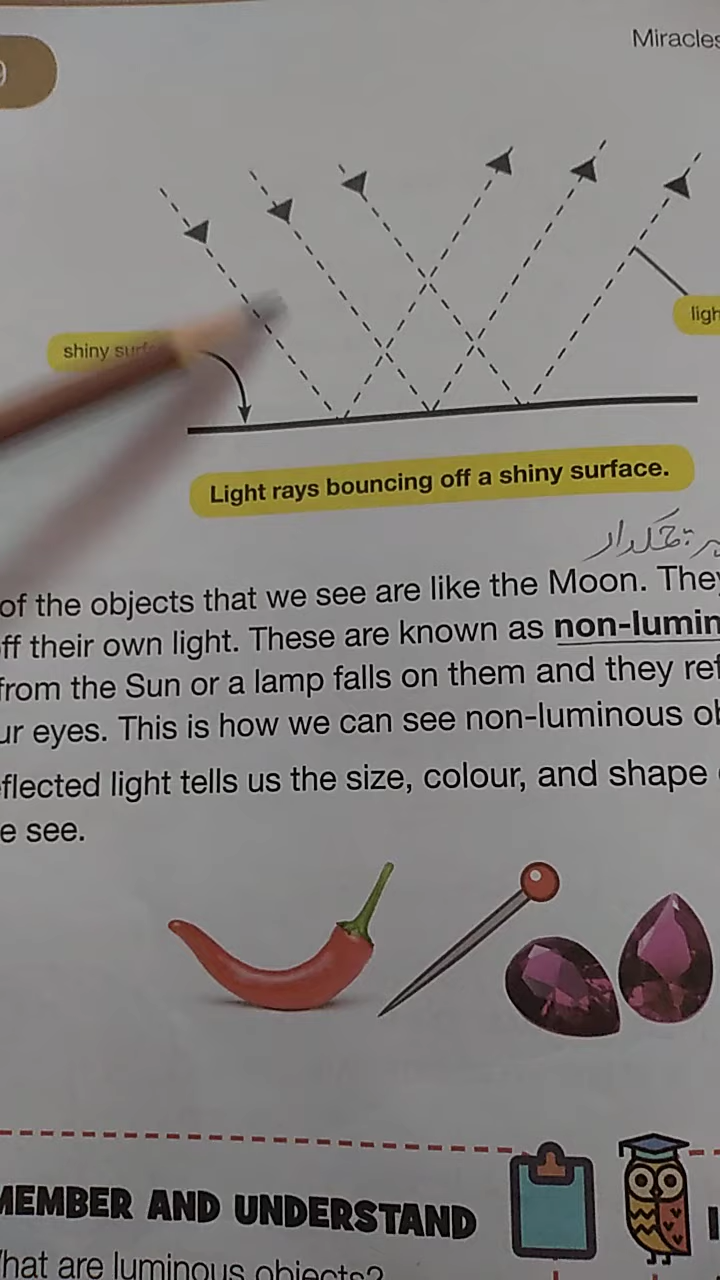 Miracles
shiny
Light rays bouncing off a shiny surface.
چمکدار
of the objects that we see are like the Moon. They
ff their own light. These are known as non-lumin
from the Sun or a lamp falls on them and they ref
ur eyes. This is how we can see non-luminous ob
eflected light tells us the size, colour, and shape
e see.
MEMBER AND UNDERSTAND
hat are luminous objects?